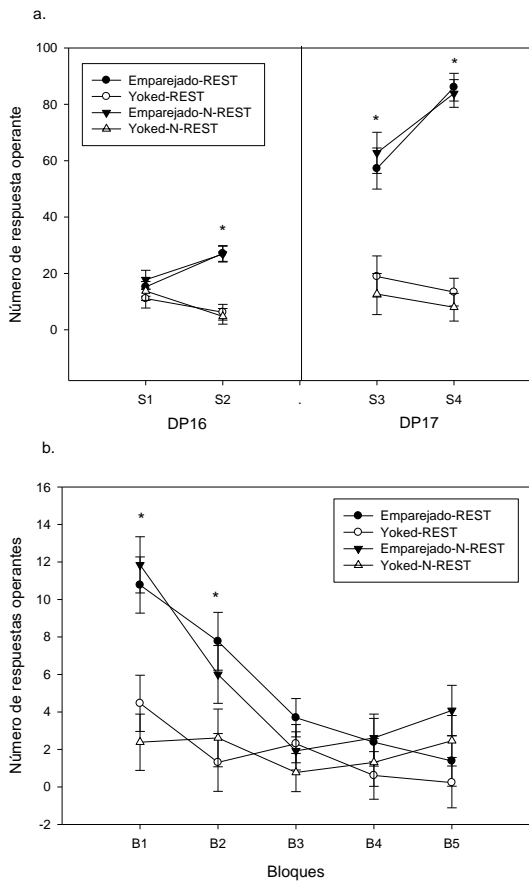 a.
100
80
60
40
20
0
Número de respuesta operante
Emparejado-REST
Yoked-REST
Emparejado-N-REST
Yoked-N-REST
*
*
*
S1 S2 . S3 S4
DP16 DP17
b.
16
14
12
10
8
6
4
2
0
-2
Número de respuestas operantes
Emparejado-REST
Yoked-REST
Emparejado-N-REST
Yoked-N-REST
*
*
B1 B2 B3 B4 B5
Bloques